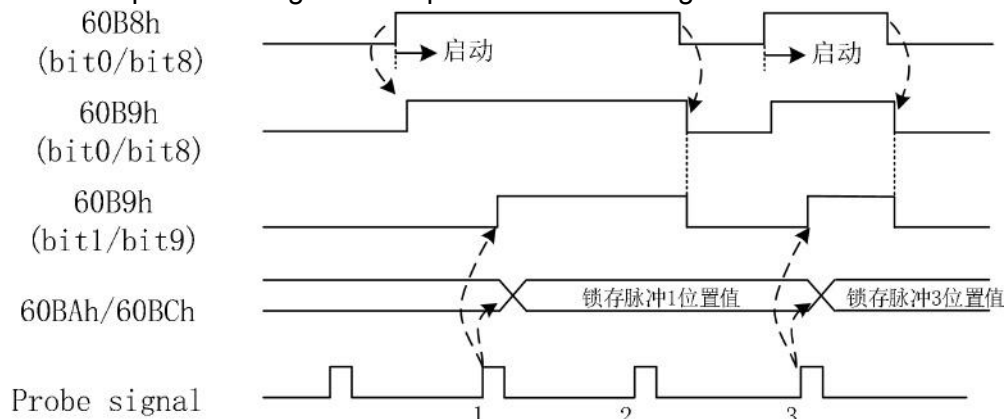 60B8h
(bit0/bit8)
启动
启动
60B9h
(bit0/bit8)
60B9h
(bit1/bit9)
60BAh/60BCh
锁存脉冲1位置值
锁存脉冲3位置值
Probe signal
1
2
3